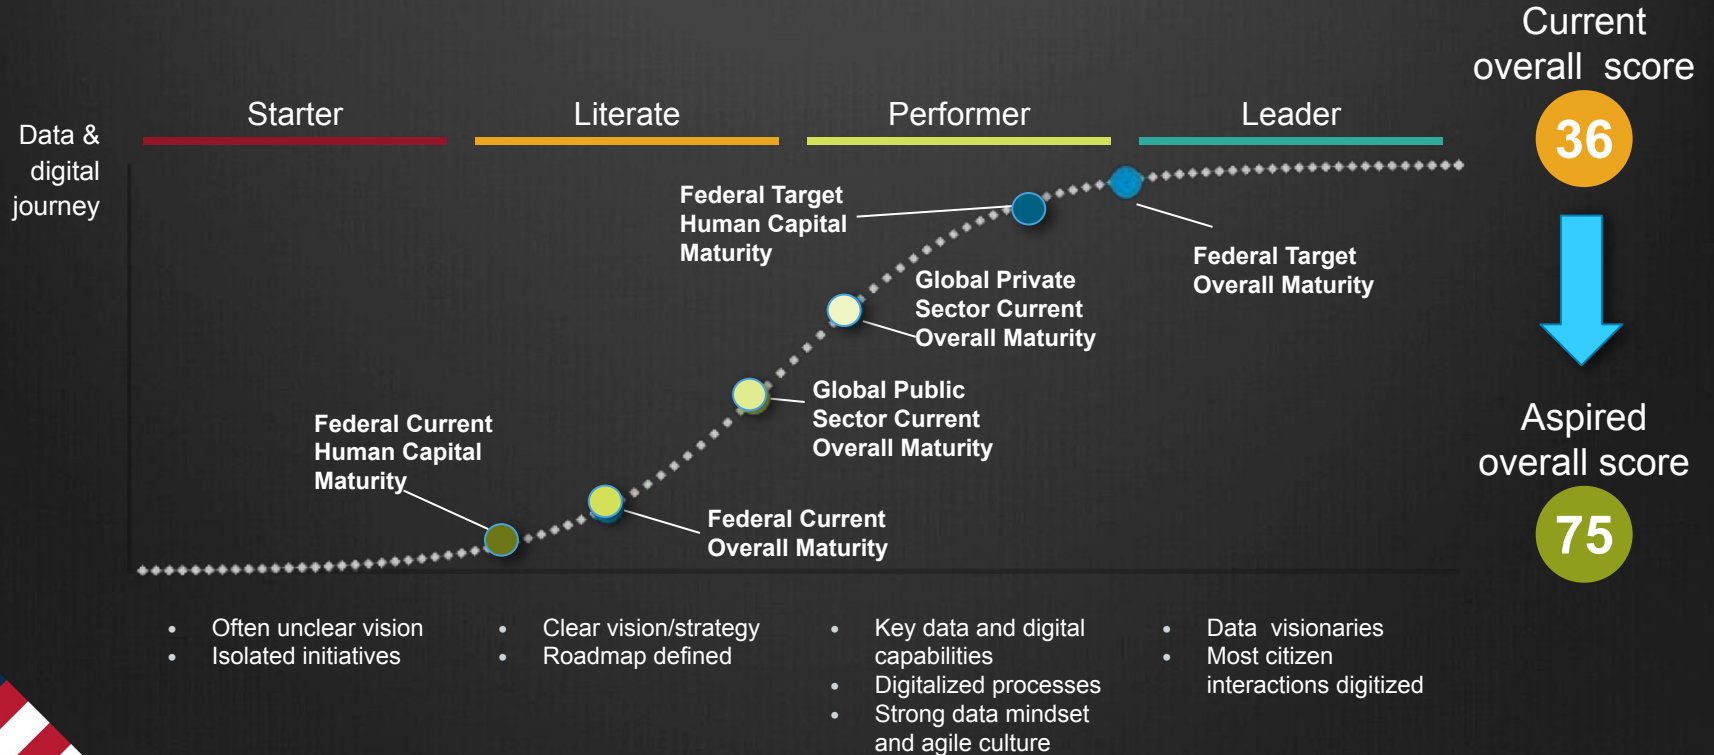 Current
overall  score
36
Aspired
overall score
75
Data &
digital
journey
Starter
Literate
Performer
Leader
Federal Target
Human Capital
Maturity
Federal Target
Overall Maturity
Global Private
Sector Current
Overall Maturity
Global Public
Sector Current
Overall Maturity
Federal Current
Human Capital
Maturity
Federal Current
Overall Maturity
• Often unclear vision
• Isolated initiatives
• Clear vision/strategy
• Roadmap defined
• Key data and digital
capabilities
• Digitalized processes
• Strong data mindset
and agile culture
• Data  visionaries
• Most citizen
interactions digitized